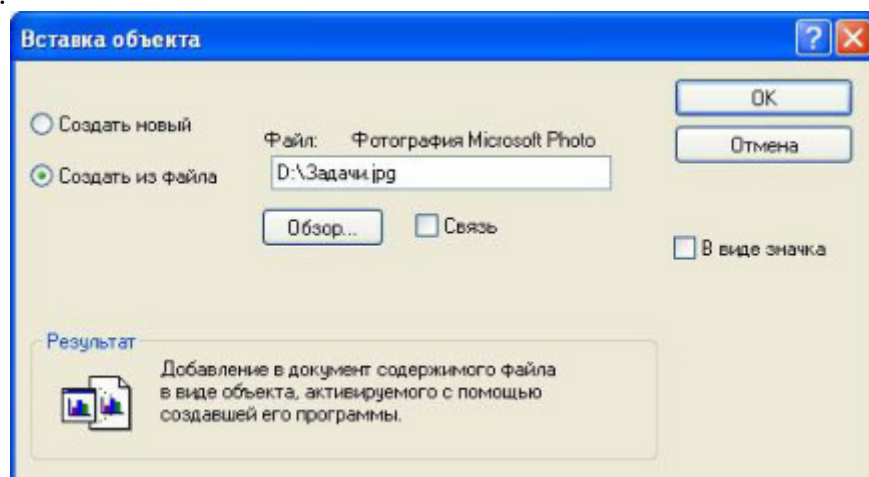 Вставка объекта
OK
Создать новый
Файл: Фотография Microsoft Photo
Отмена
Создать из файла
D:\Задачи.jpg
Обзор...
Связь
В виде значка
Результат
Добавление в документ содержимого файла
в виде объекта, активируемого с помощью
создавшей его программы.